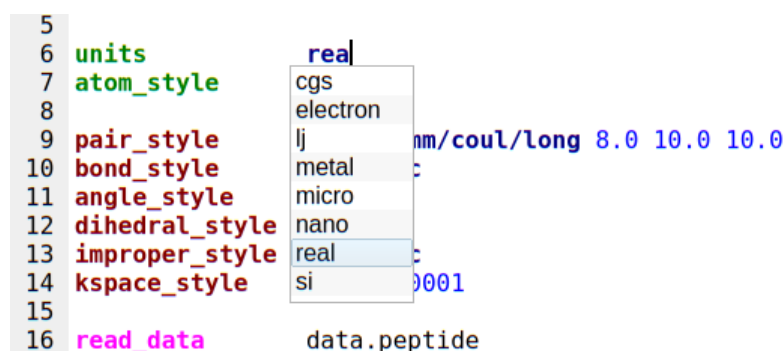 5
6 units rea
7 atom_style cgs
8 electron
9 pair_style lj mm/coul/long 8.0 10.0 10.0
10 bond_style metal c
11 angle_style micro
12 dihedral_style nano
13 improper_style real c
14 kspace_style si 0001
15
16 read_data data.peptide